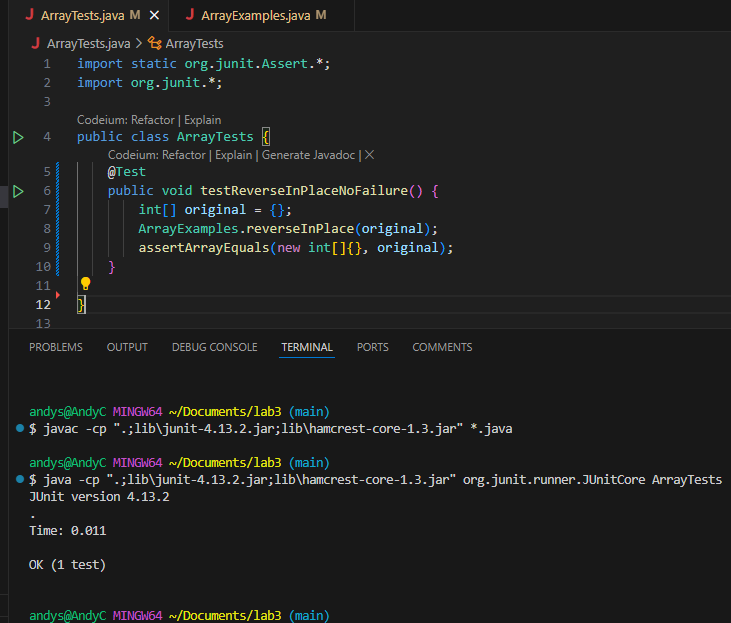 J ArrayTests.java M ✕ J ArrayExamples.java M
J ArrayTests.java > ArrayTests
1 import static org.junit.Assert.*;
2 import org.junit.*;
3
Codeium: Refactor | Explain
4 public class ArrayTests {
Codeium: Refactor | Explain | Generate Javadoc | ✕
5 @Test
6 public void testReverseInPlaceNoFailure() {
7 int[] original = {};
8 ArrayExamples.reverseInPlace(original);
9 assertArrayEquals(new int[]{}, original);
10 }
11
12 }
13
PROBLEMS OUTPUT DEBUG CONSOLE TERMINAL PORTS COMMENTS
andys@AndyC MINGW64 ~/Documents/lab3 (main)
$ javac -cp ".;lib\junit-4.13.2.jar;lib\hamcrest-core-1.3.jar" *.java
andys@AndyC MINGW64 ~/Documents/lab3 (main)
$ java -cp ".;lib\junit-4.13.2.jar;lib\hamcrest-core-1.3.jar" org.junit.runner.JUnitCore ArrayTests
JUnit version 4.13.2
.
Time: 0.011
OK (1 test)
andys@AndyC MINGW64 ~/Documents/lab3 (main)